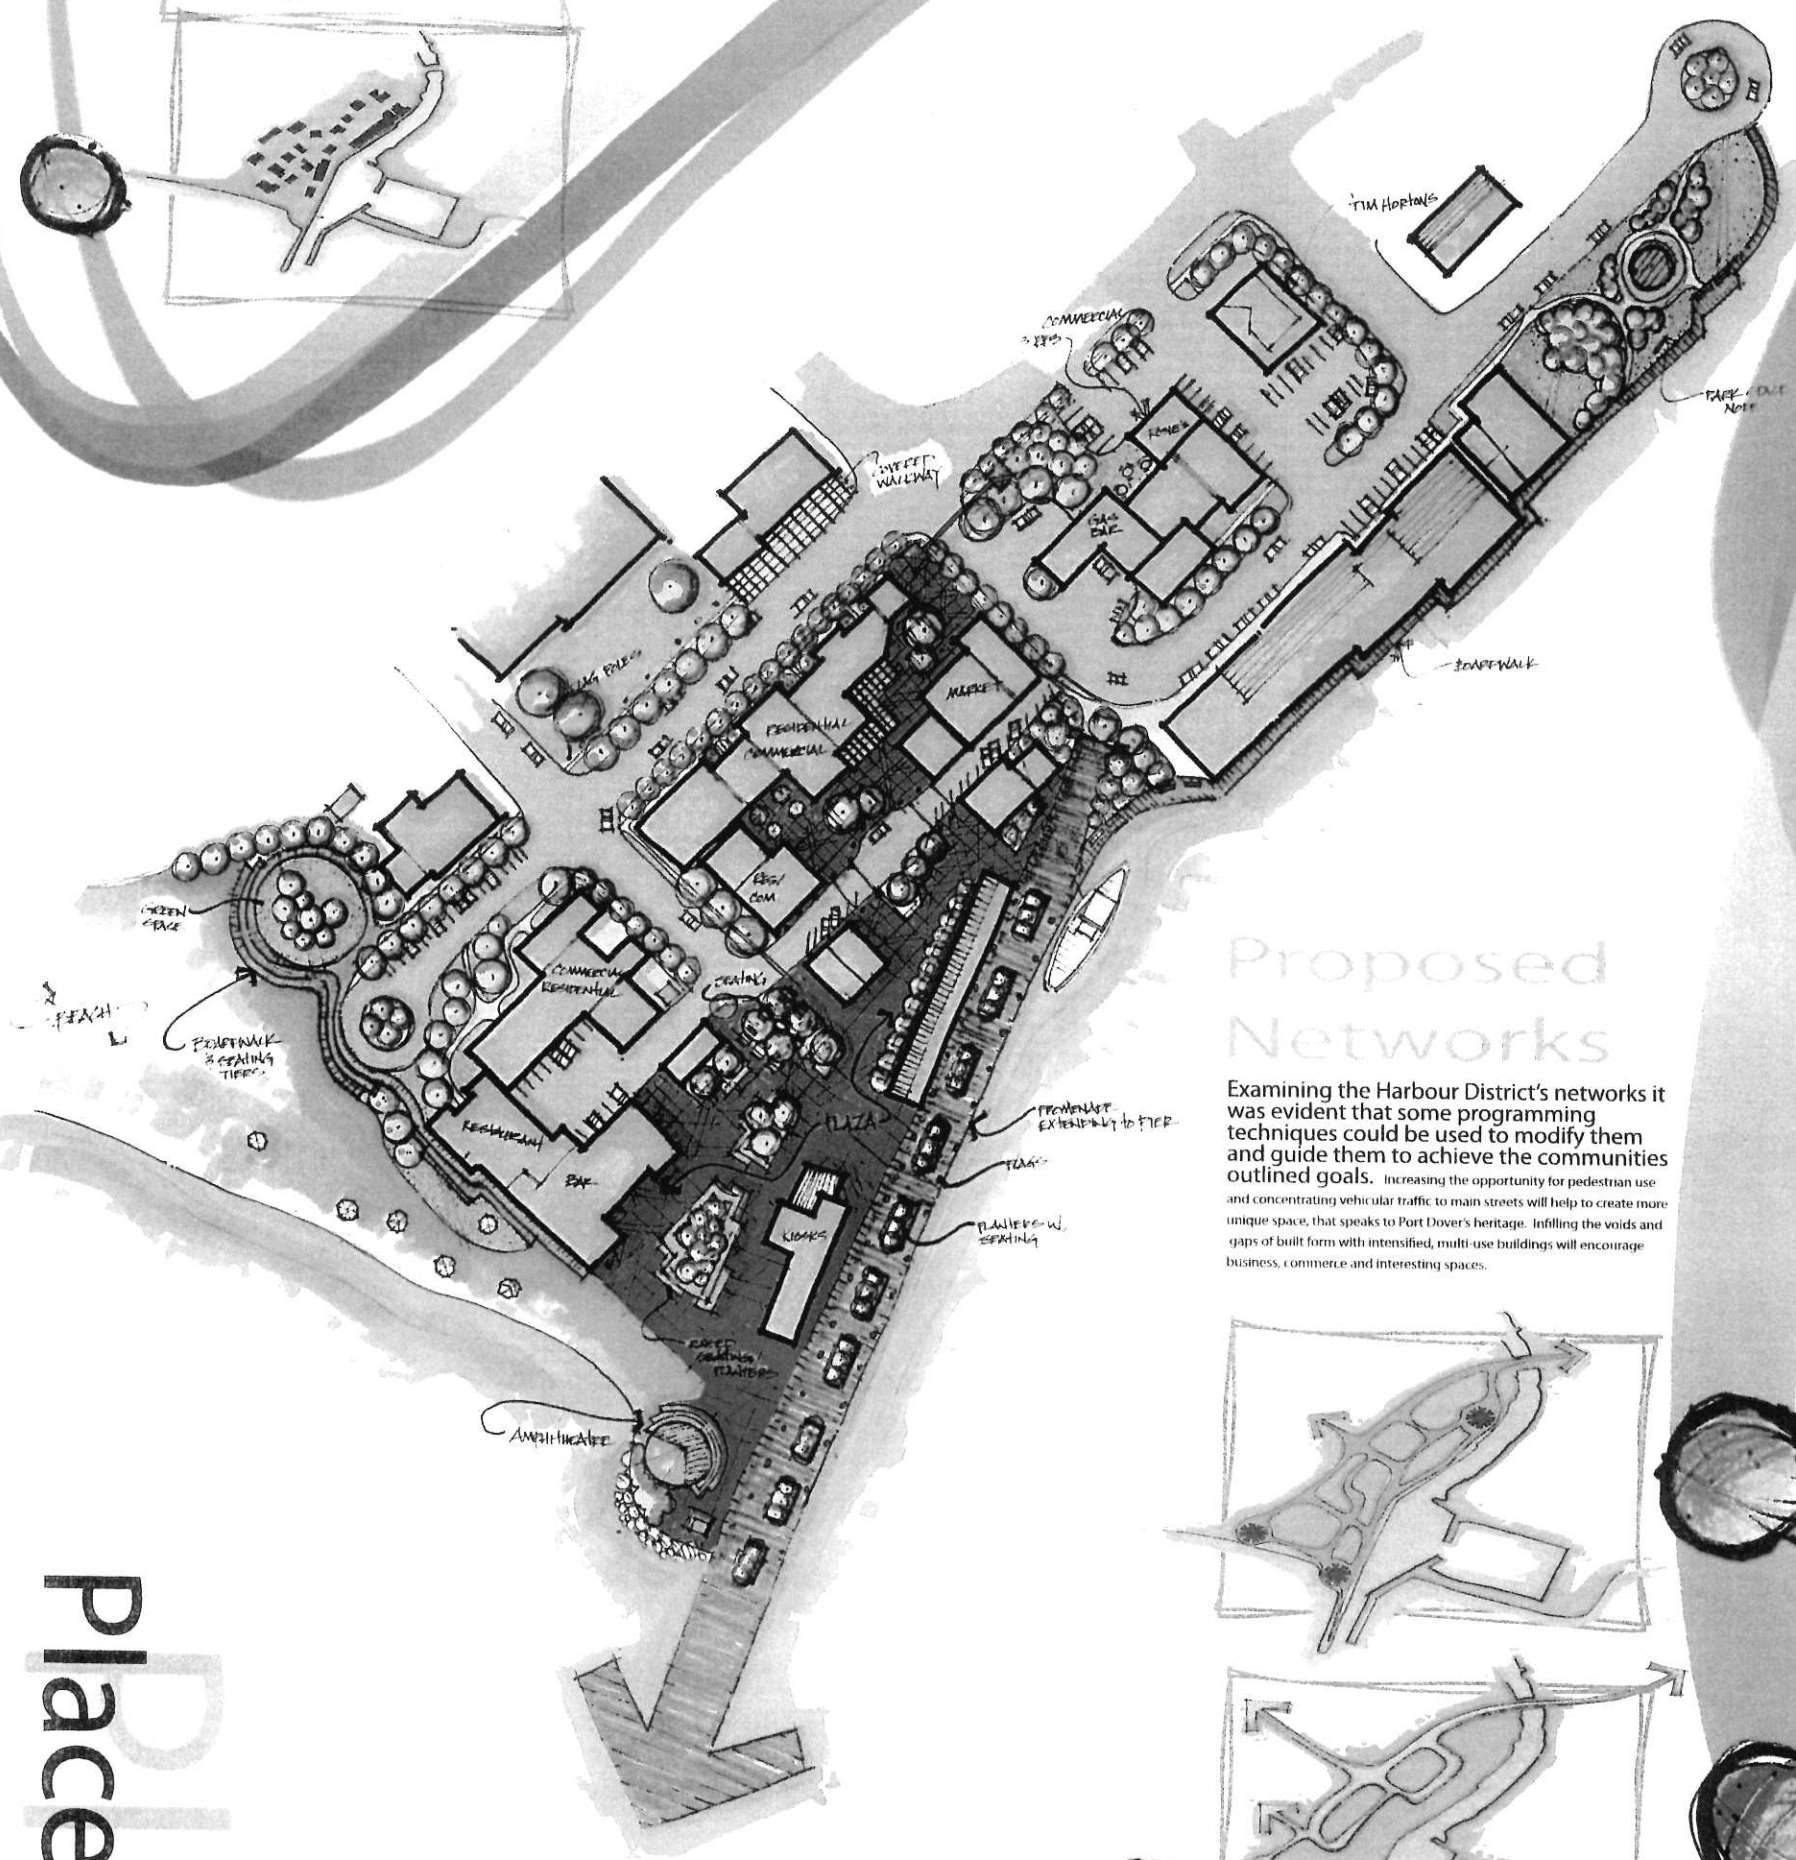 TIM HORTONS
COMMERCIAL
COVERED
WALKWAY
GAS
BAR
PARK
BOARDWALK
MARKET
RESIDENTIAL
COMMERCIAL
RES/
COM
GREEN
SPACE
COMMERCIAL
RESIDENTIAL
SEATING
BEACH
BOARDWALK
& SEATING
TIERS
RESTAURANT
BAR
PLAZA
PROMENADE
EXTENDING TO PIER
FLAGS
PLANTERS W.
SEATING
KIOSKS
SEATING/
PLANTERS
AMPHITHEATRE
Proposed
Networks
Examining the Harbour District's networks it
was evident that some programming
techniques could be used to modify them
and guide them to achieve the communities
outlined goals. Increasing the opportunity for pedestrian use
and concentrating vehicular traffic to main streets will help to create more
unique space, that speaks to Port Dover's heritage. Infilling the voids and
gaps of built form with intensified, multi-use buildings will encourage
business, commerce and interesting spaces.
Place
Pl